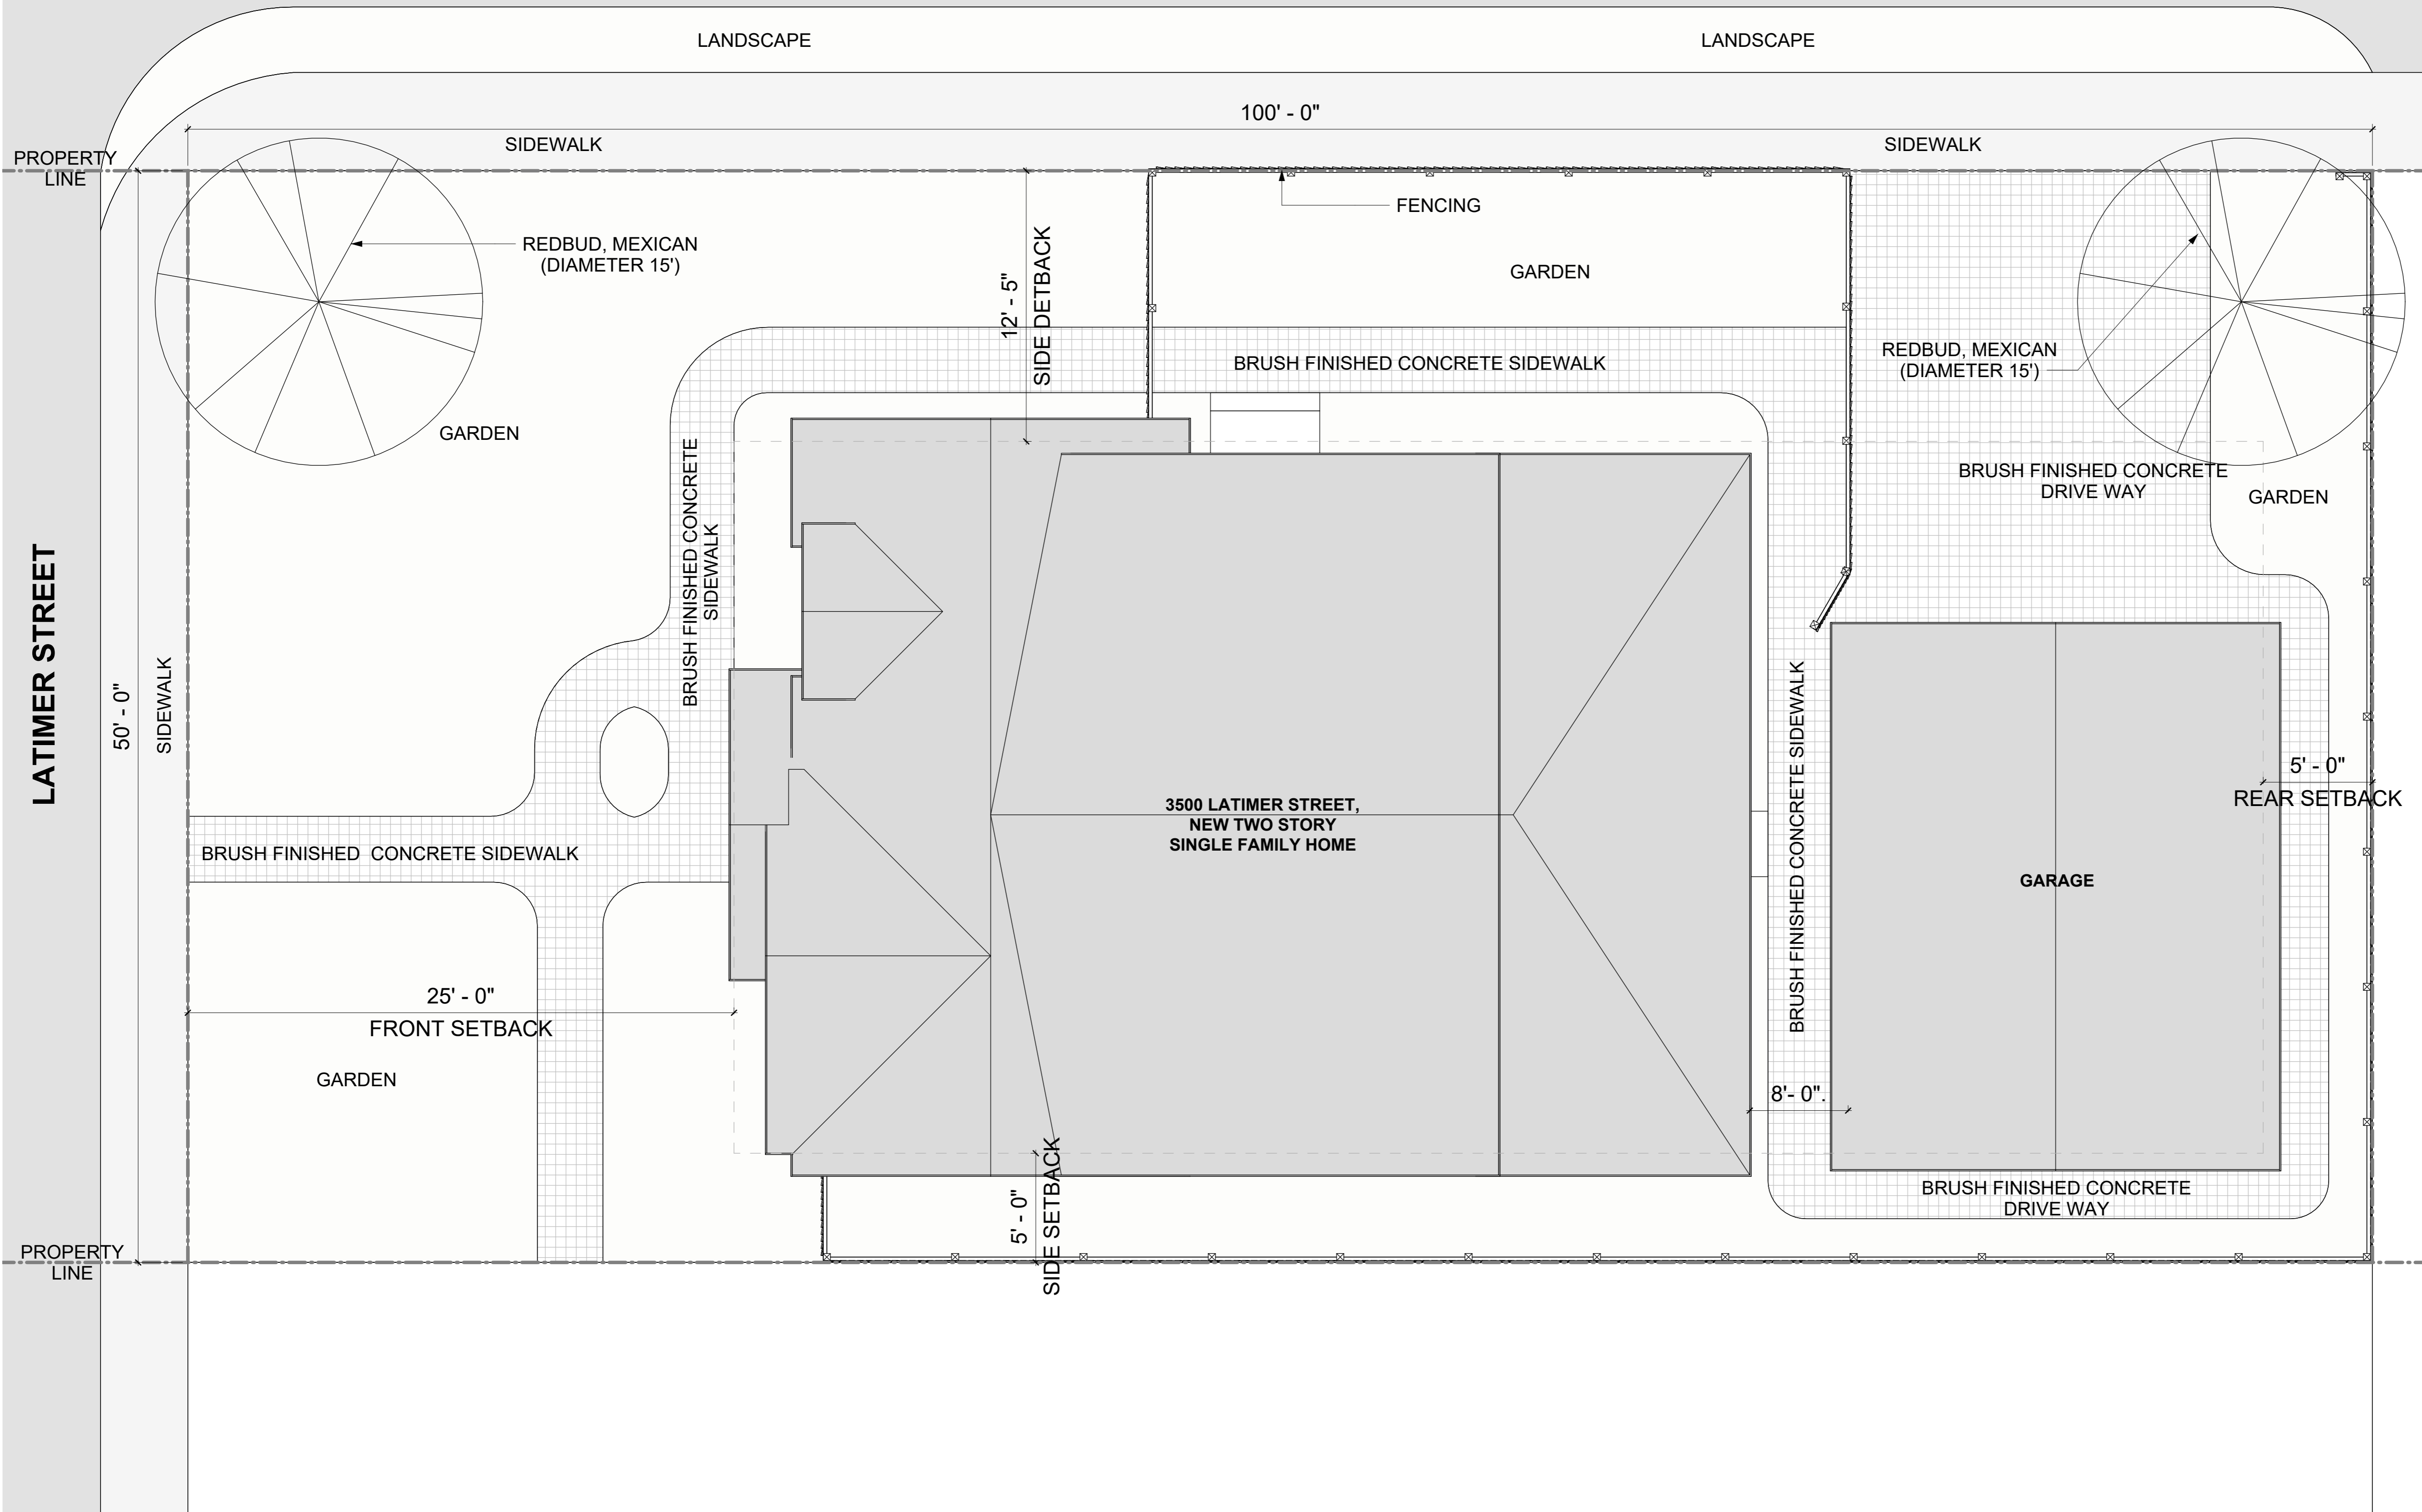 LANDSCAPE
LANDSCAPE
100' - 0"
SIDEWALK
SIDEWALK
PROPERTY
LINE
FENCING
REDBUD, MEXICAN
(DIAMETER 15')
12' - 5"
SIDE DETBACK
GARDEN
BRUSH FINISHED CONCRETE SIDEWALK
REDBUD, MEXICAN
(DIAMETER 15')
GARDEN
BRUSH FINISHED CONCRETE
SIDEWALK
BRUSH FINISHED CONCRETE
DRIVE WAY
GARDEN
LATIMER STREET
50' - 0"
SIDEWALK
BRUSH FINISHED CONCRETE SIDEWALK
3500 LATIMER STREET,
NEW TWO STORY
SINGLE FAMILY HOME
BRUSH FINISHED CONCRETE SIDEWALK
GARAGE
5' - 0"
REAR SETBACK
25' - 0"
FRONT SETBACK
GARDEN
8'- 0".
5' - 0"
SIDE SETBACK
BRUSH FINISHED CONCRETE
DRIVE WAY
PROPERTY
LINE